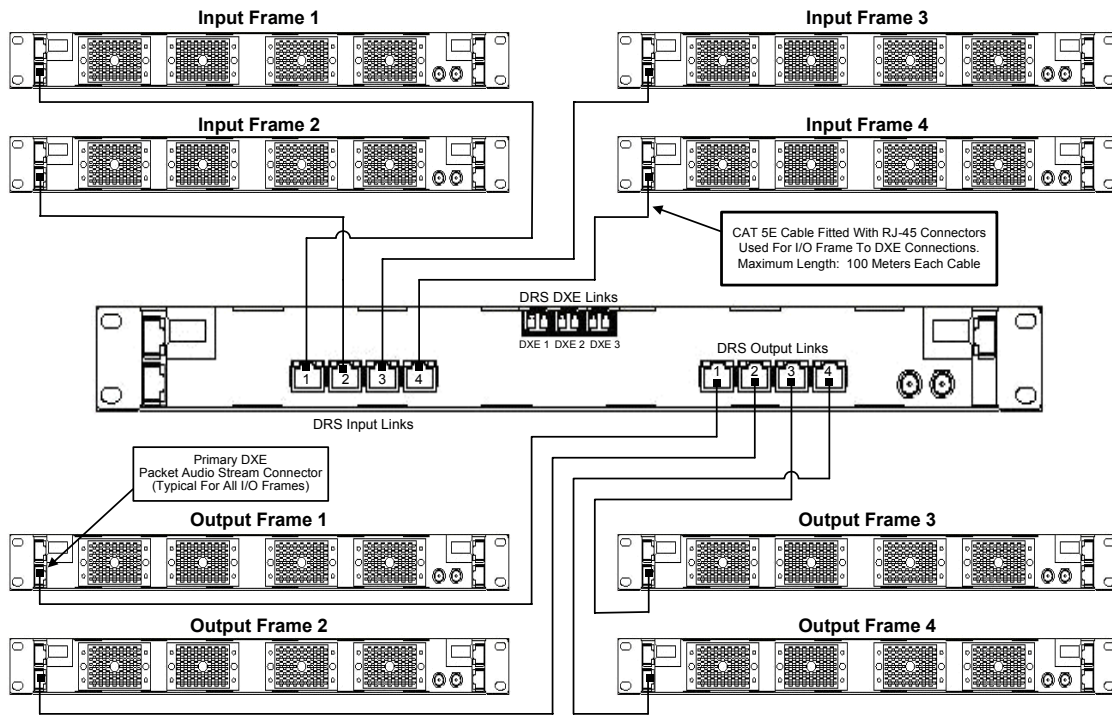 Input Frame 1
Input Frame 3
Input Frame 2
Input Frame 4
CAT 5E Cable Fitted With RJ-45 Connectors
Used For I/O Frame To DXE Connections.
Maximum Length: 100 Meters Each Cable
DRS DXE Links
DXE 1 DXE 2 DXE 3
DRS Output Links
1 2 3 4
1 2 3 4
DRS Input Links
Primary DXE
Packet Audio Stream Connector
(Typical For All I/O Frames)
Output Frame 1
Output Frame 3
Output Frame 2
Output Frame 4